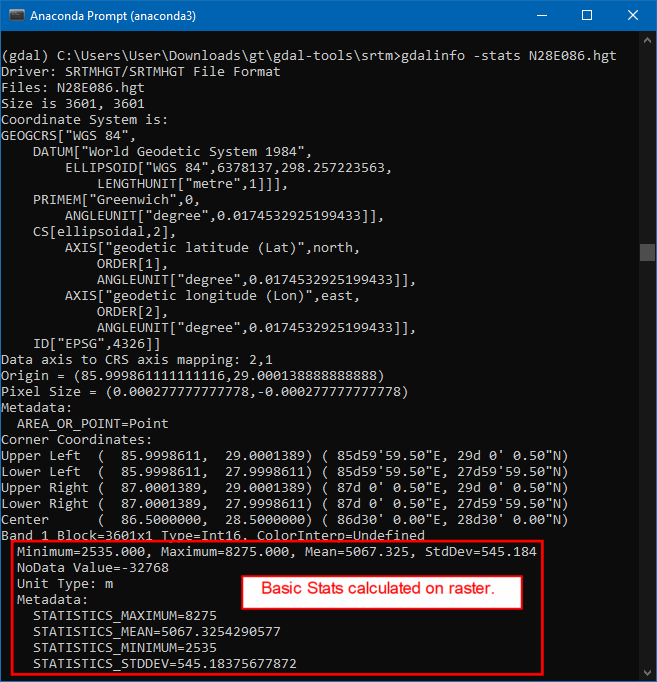 Anaconda Prompt (anaconda3)
(gdal) C:\Users\User\Downloads\gt\gdal-tools\srtm>gdalinfo -stats N28E086.hgt
Driver: SRTMHGT/SRTMHGT File Format
Files: N28E086.hgt
Size is 3601, 3601
Coordinate System is:
GEOGCRS["WGS 84",
    DATUM["World Geodetic System 1984",
        ELLIPSOID["WGS 84",6378137,298.257223563,
            LENGTHUNIT["metre",1]]],
    PRIMEM["Greenwich",0,
        ANGLEUNIT["degree",0.0174532925199433]],
    CS[ellipsoidal,2],
        AXIS["geodetic latitude (Lat)",north,
            ORDER[1],
            ANGLEUNIT["degree",0.0174532925199433]],
        AXIS["geodetic longitude (Lon)",east,
            ORDER[2],
            ANGLEUNIT["degree",0.0174532925199433]],
    ID["EPSG",4326]]
Data axis to CRS axis mapping: 2,1
Origin = (85.999861111111116,29.000138888888888)
Pixel Size = (0.000277777777778,-0.000277777777778)
Metadata:
  AREA_OR_POINT=Point
Corner Coordinates:
Upper Left  (  85.9998611,  29.0001389) ( 85d59'59.50"E, 29d 0' 0.50"N)
Lower Left  (  85.9998611,  27.9998611) ( 85d59'59.50"E, 27d59'59.50"N)
Upper Right (  87.0001389,  29.0001389) ( 87d 0' 0.50"E, 29d 0' 0.50"N)
Lower Right (  87.0001389,  27.9998611) ( 87d 0' 0.50"E, 27d59'59.50"N)
Center      (  86.5000000,  28.5000000) ( 86d30' 0.00"E, 28d30' 0.00"N)
Band 1 Block=3601x1 Type=Int16, ColorInterp=Undefined
  Minimum=2535.000, Maximum=8275.000, Mean=5067.325, StdDev=545.184
  NoData Value=-32768
  Unit Type: m
  Metadata:
Basic Stats calculated on raster.
    STATISTICS_MAXIMUM=8275
    STATISTICS_MEAN=5067.3254290577
    STATISTICS_MINIMUM=2535
    STATISTICS_STDDEV=545.18375677872